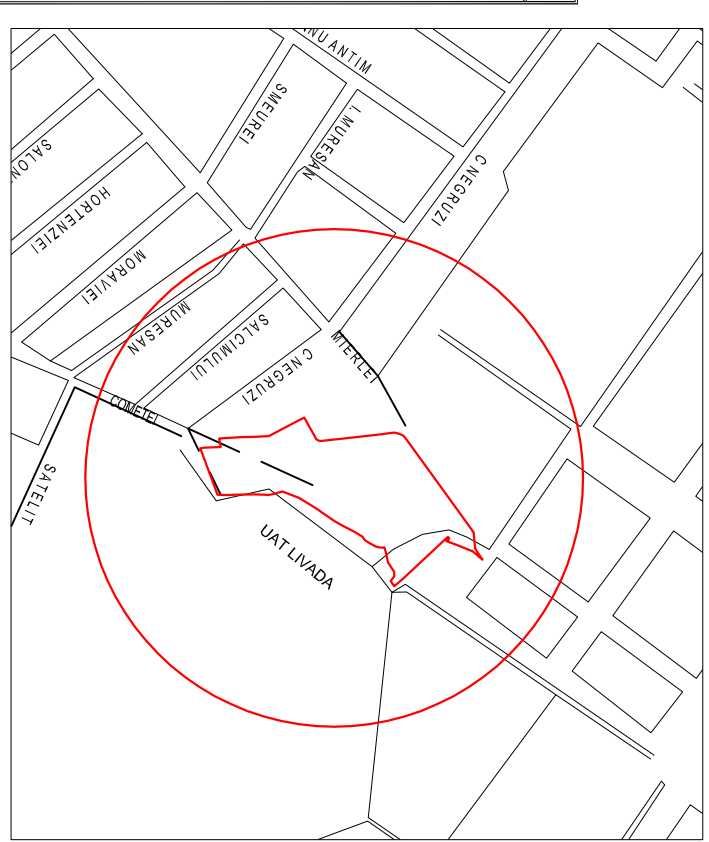 NU ANTIM
SMEUREI
I. MURESAN
C NEGRUZI
SALON
HORTENZIEI
MORAVIEI
MURESAN
SALCIMULUI
C NEGRUZI
MIERLEI
COMETEI
SATELIT
UAT LIVADA